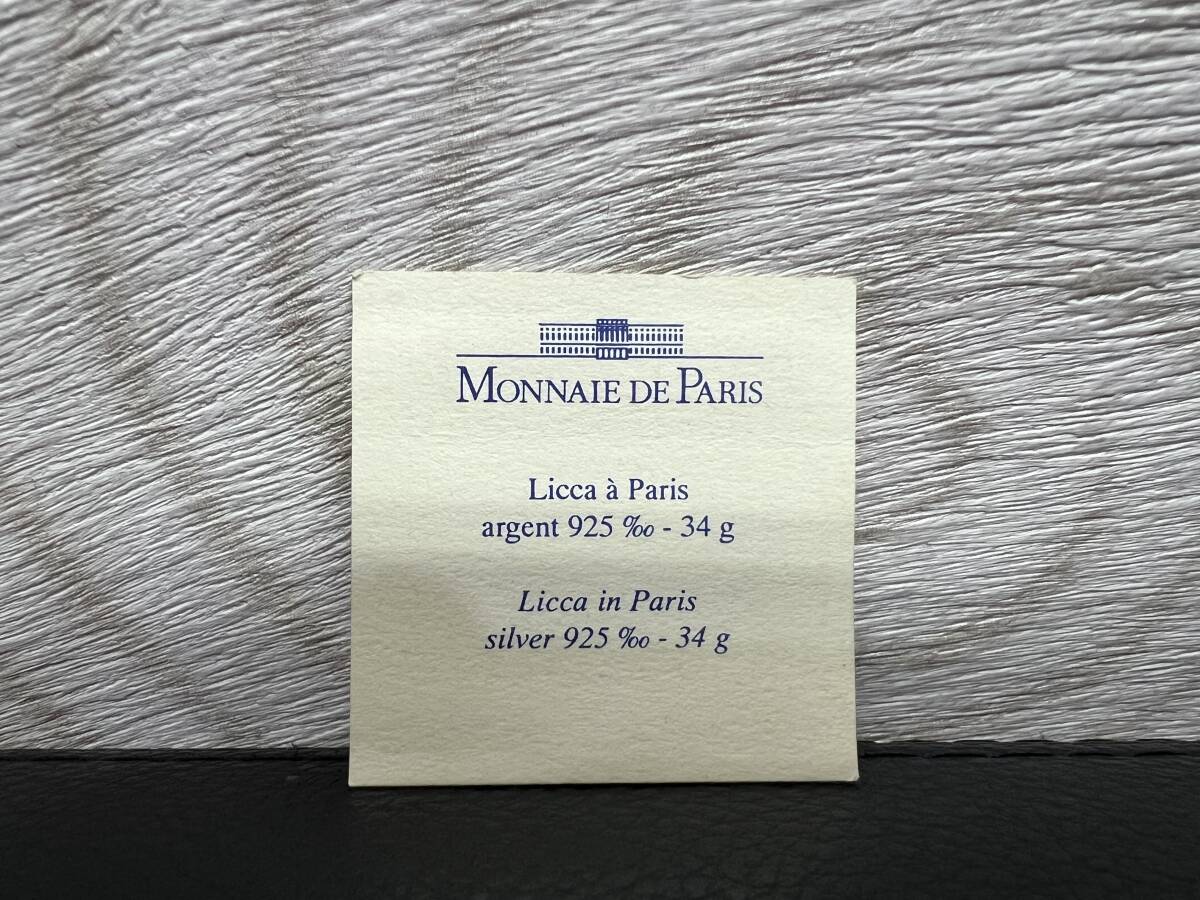 MONNAIE DE PARIS
Licca à Paris
argent 925 ‰ - 34 g
Licca in Paris
silver 925 ‰ - 34 g